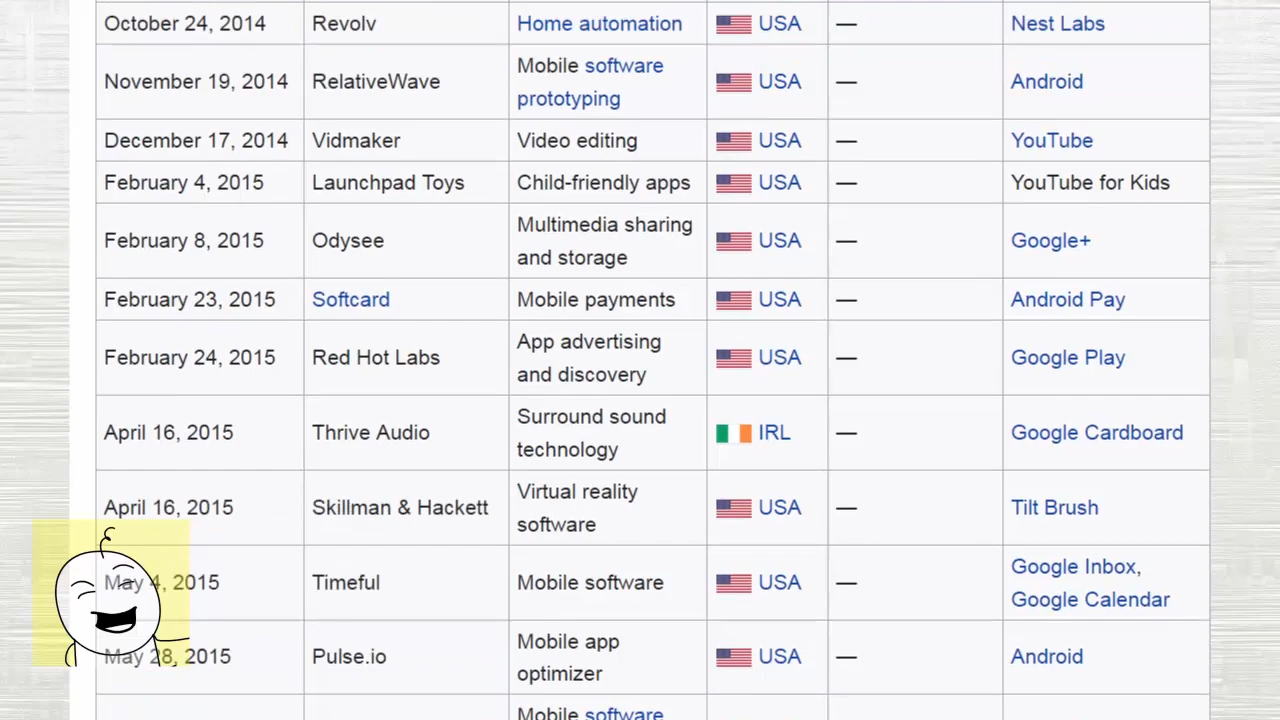 October 24, 2014 Revolv Home automation USA — Nest Labs
November 19, 2014 RelativeWave Mobile software prototyping USA — Android
December 17, 2014 Vidmaker Video editing USA — YouTube
February 4, 2015 Launchpad Toys Child-friendly apps USA — YouTube for Kids
February 8, 2015 Odysee Multimedia sharing and storage USA — Google+
February 23, 2015 Softcard Mobile payments USA — Android Pay
February 24, 2015 Red Hot Labs App advertising and discovery USA — Google Play
April 16, 2015 Thrive Audio Surround sound technology IRL — Google Cardboard
April 16, 2015 Skillman & Hackett Virtual reality software USA — Tilt Brush
May 4, 2015 Timeful Mobile software USA — Google Inbox, Google Calendar
May 28, 2015 Pulse.io Mobile app optimizer USA — Android
Mobile software